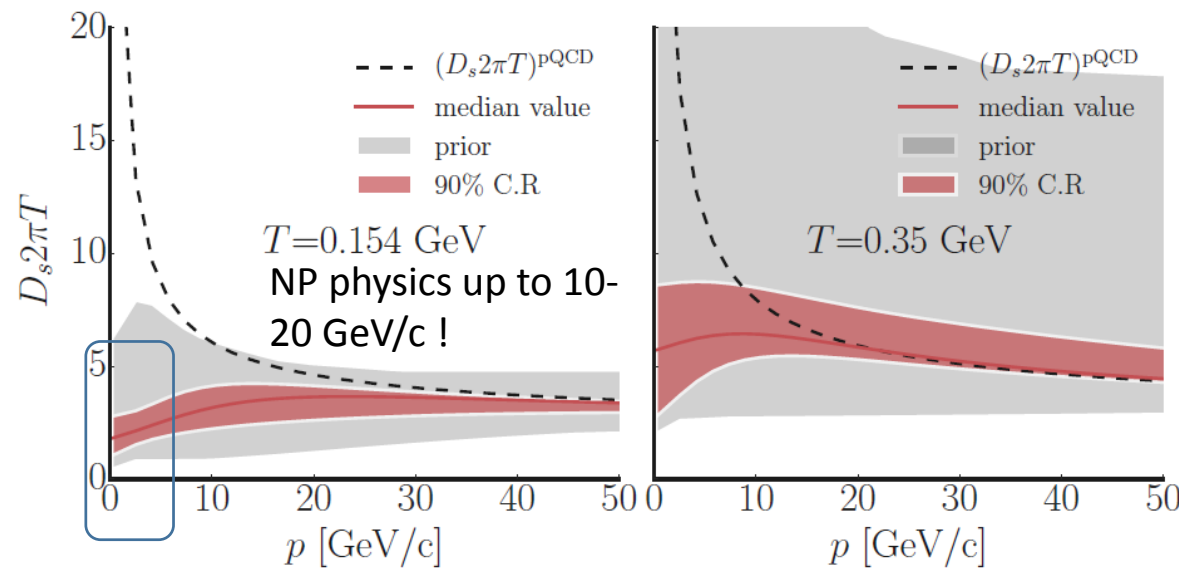 20
15
10
5
0
D_s2πT
(D_s2πT)^pQCD
median value
prior
90% C.R
T=0.154 GeV
NP physics up to 10-
20 GeV/c !
0 10 20 30 40 50
p [GeV/c]
(D_s2πT)^pQCD
median value
prior
90% C.R
T=0.35 GeV
0 10 20 30 40 50
p [GeV/c]